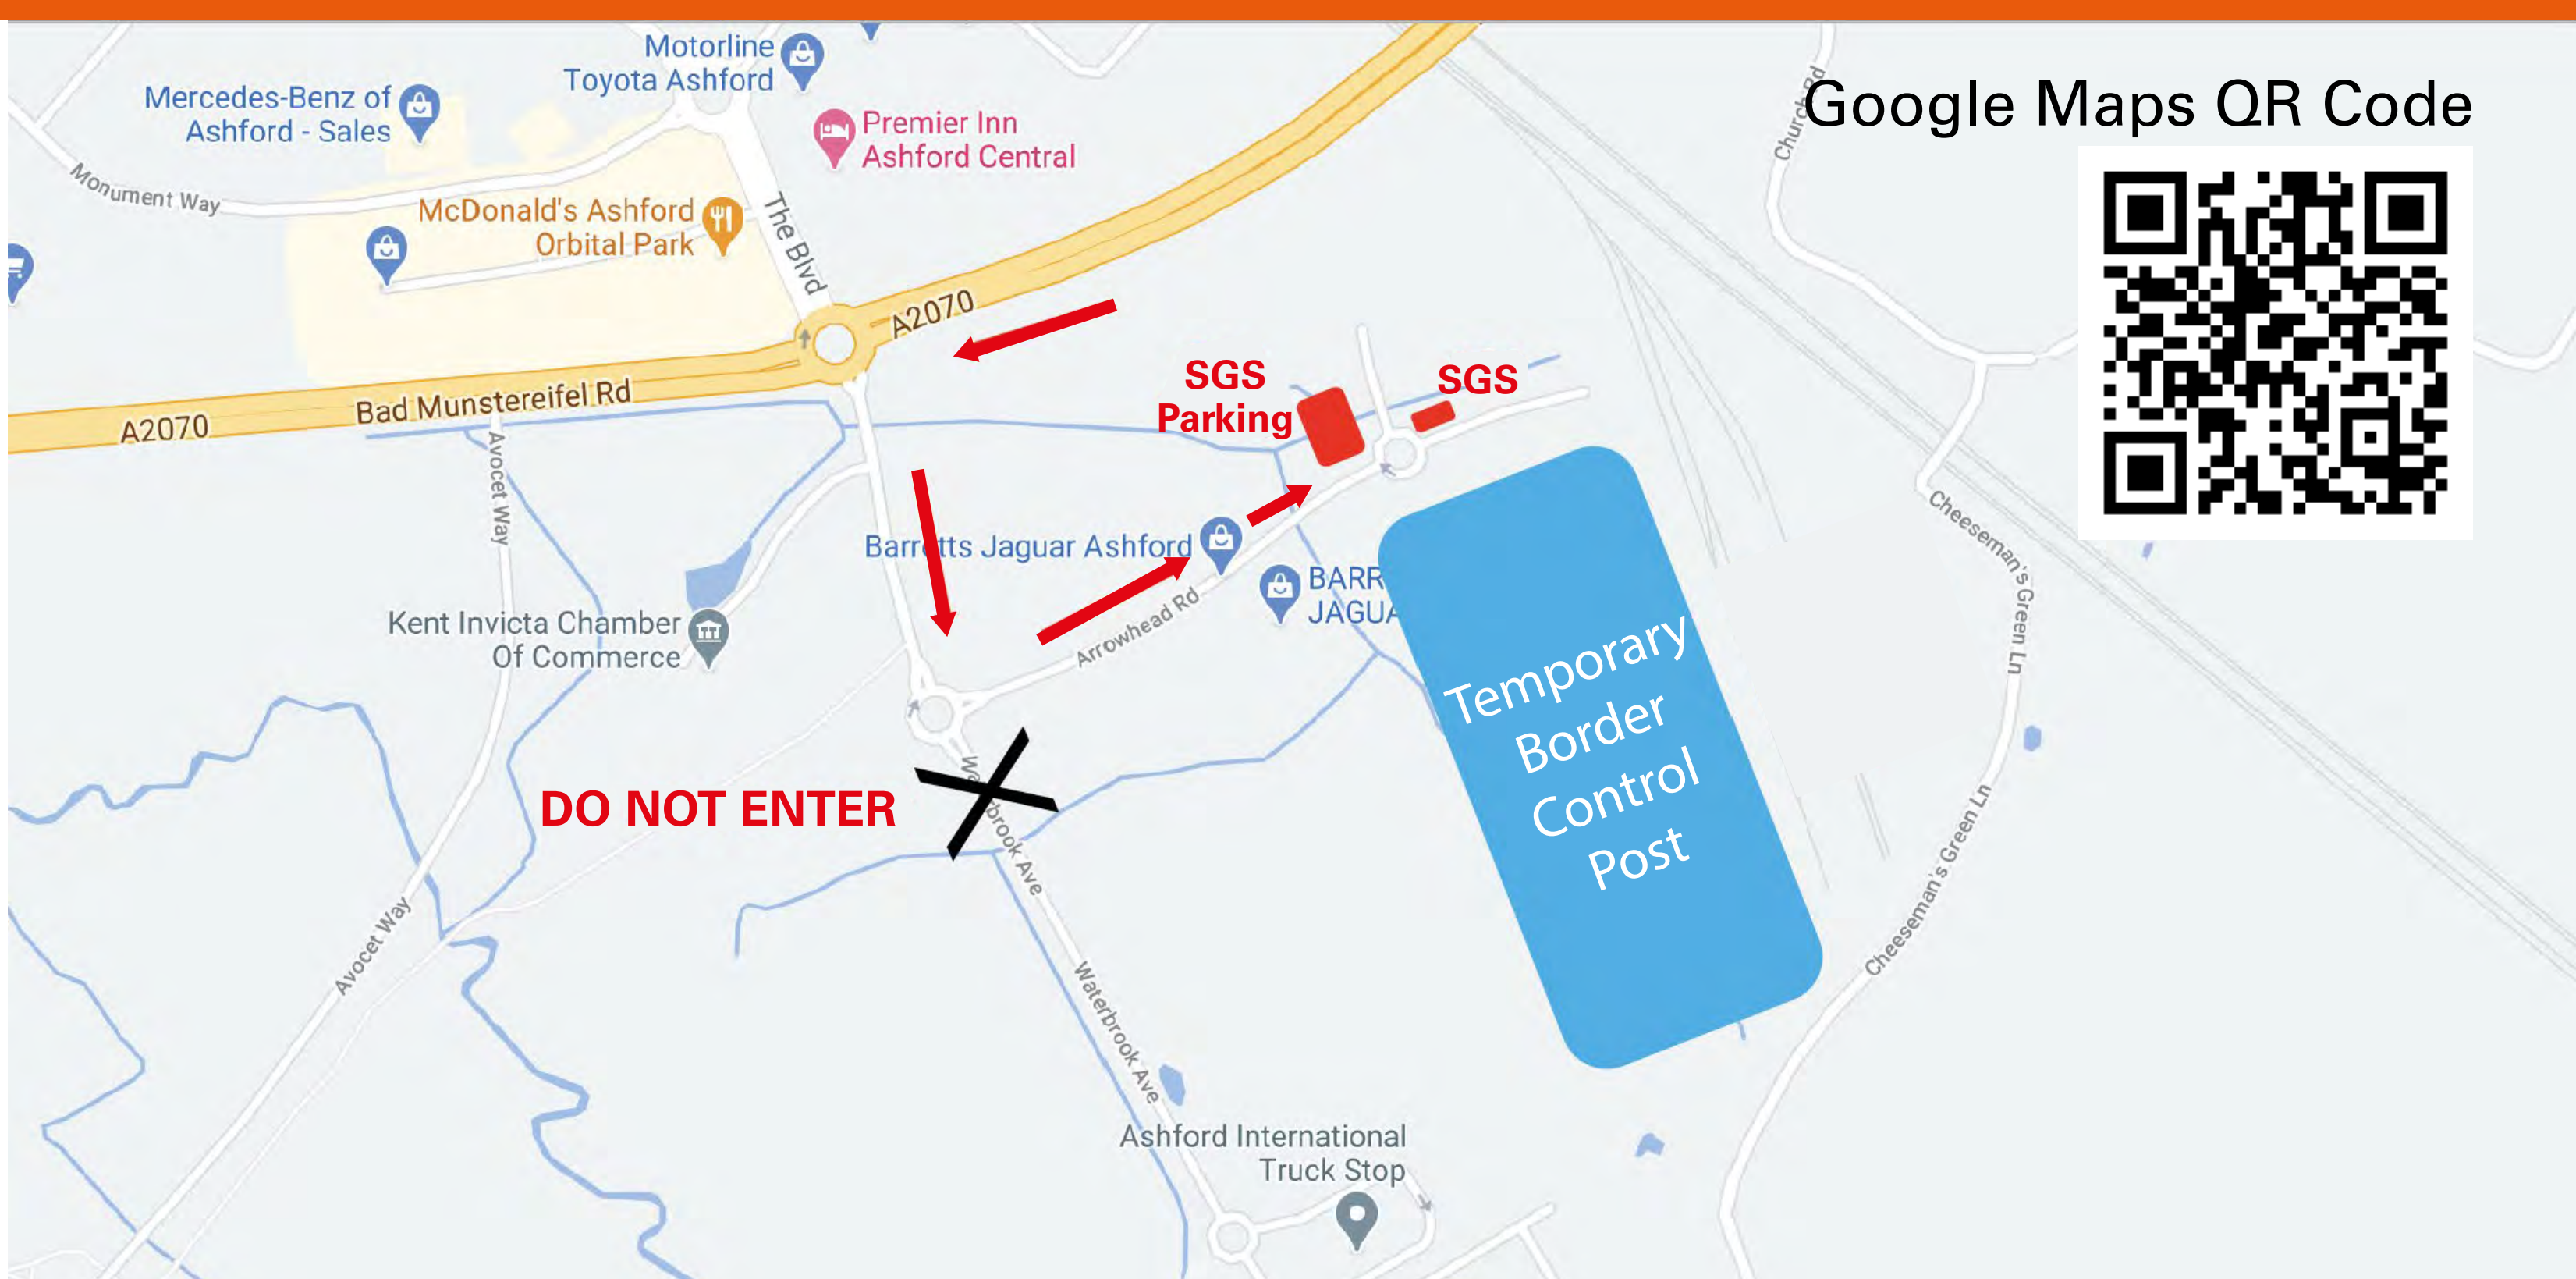 Google Maps QR Code
Motorline
Toyota Ashford
Mercedes-Benz of
Ashford - Sales
Premier Inn
Ashford Central
Church Rd
Monument Way
McDonald's Ashford
Orbital Park
The Blvd
A2070
SGS
Parking
SGS
Bad Munstereifel Rd
A2070
Avocet Way
Barretts Jaguar Ashford
BARR
JAGUA
Cheeseman's Green Ln
Kent Invicta Chamber
Of Commerce
Arrowhead Rd
Temporary
Border
Control
Post
DO NOT ENTER
Waterbrook Ave
Cheeseman's Green Ln
Avocet Way
Waterbrook Ave
Ashford International
Truck Stop